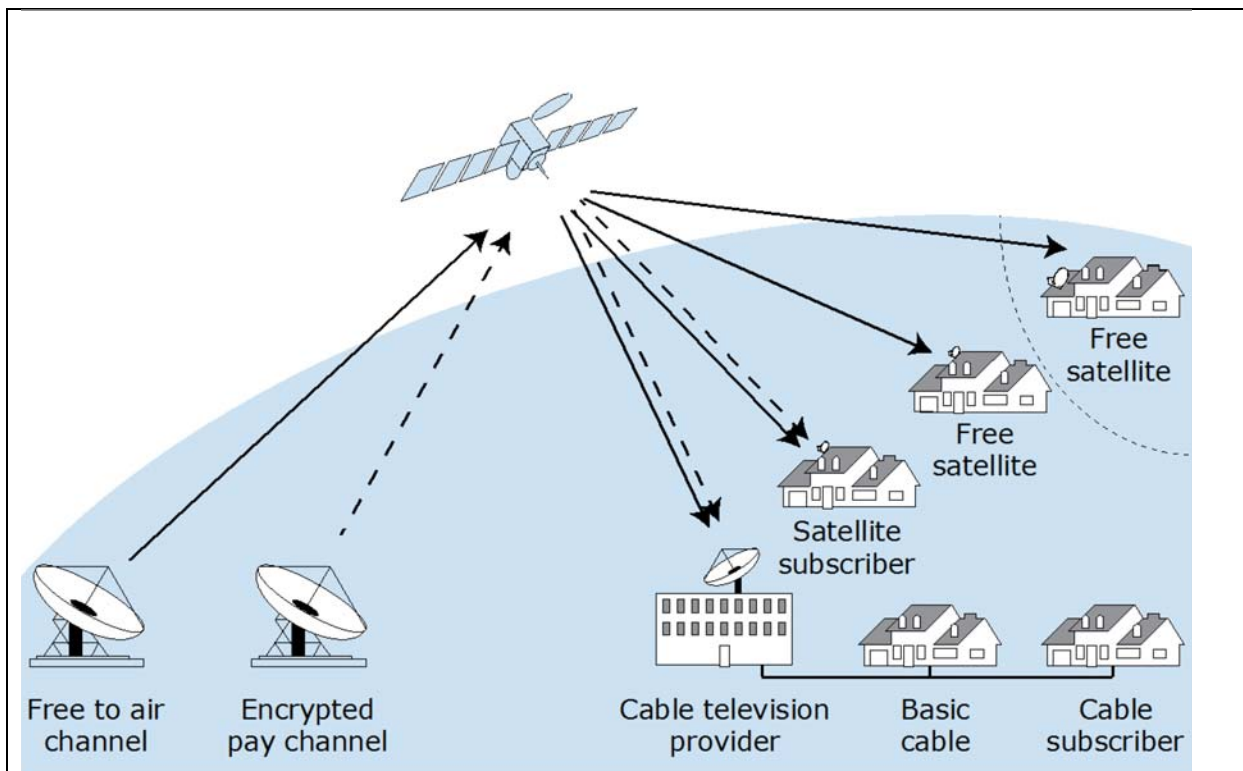 Free
satellite
Free
satellite
Satellite
subscriber
Free to air
channel
Encrypted
pay channel
Cable television
provider
Basic
cable
Cable
subscriber